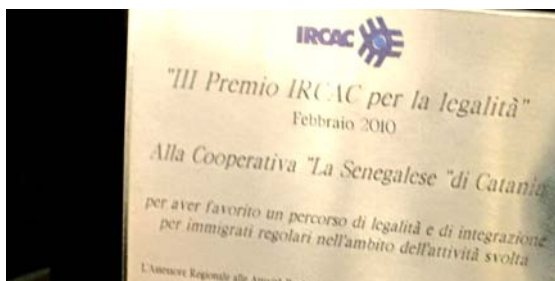 IRCAC
"III Premio IRCAC per la legalità"
Febbraio 2010
Alla Cooperativa "La Senegalese "di Catania
per aver favorito un percorso di legalità e di integrazione
per immigrati regolari nell'ambito dell'attività svolta
L'Assessore Regionale alle